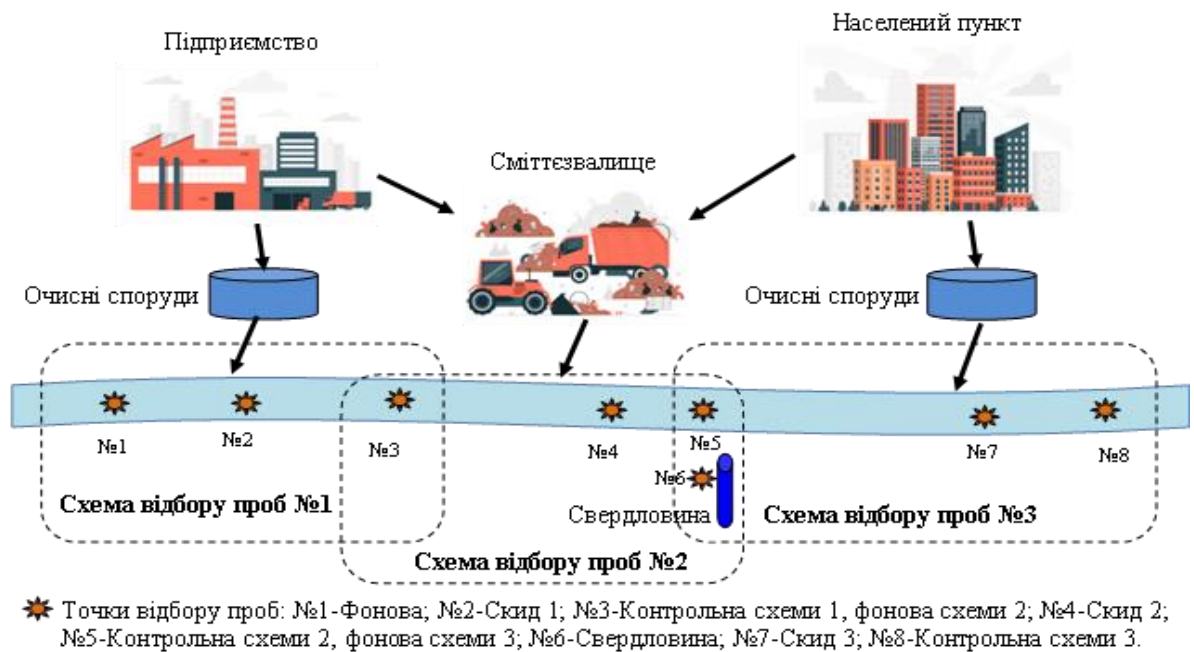 Населений пункт
Підприємство
Сміттєзвалище
Очисні споруди
Очисні споруди
№1
№2
№3
№4
№5
№7
№8
№6
Схема відбору проб №1
Свердловина
Схема відбору проб №3
Схема відбору проб №2
Точки відбору проб: №1-Фонова; №2-Скид 1; №3-Контрольна схеми 1, фонова схеми 2; №4-Скид 2;
№5-Контрольна схеми 2, фонова схеми 3; №6-Свердловина; №7-Скид 3; №8-Контрольна схеми 3.